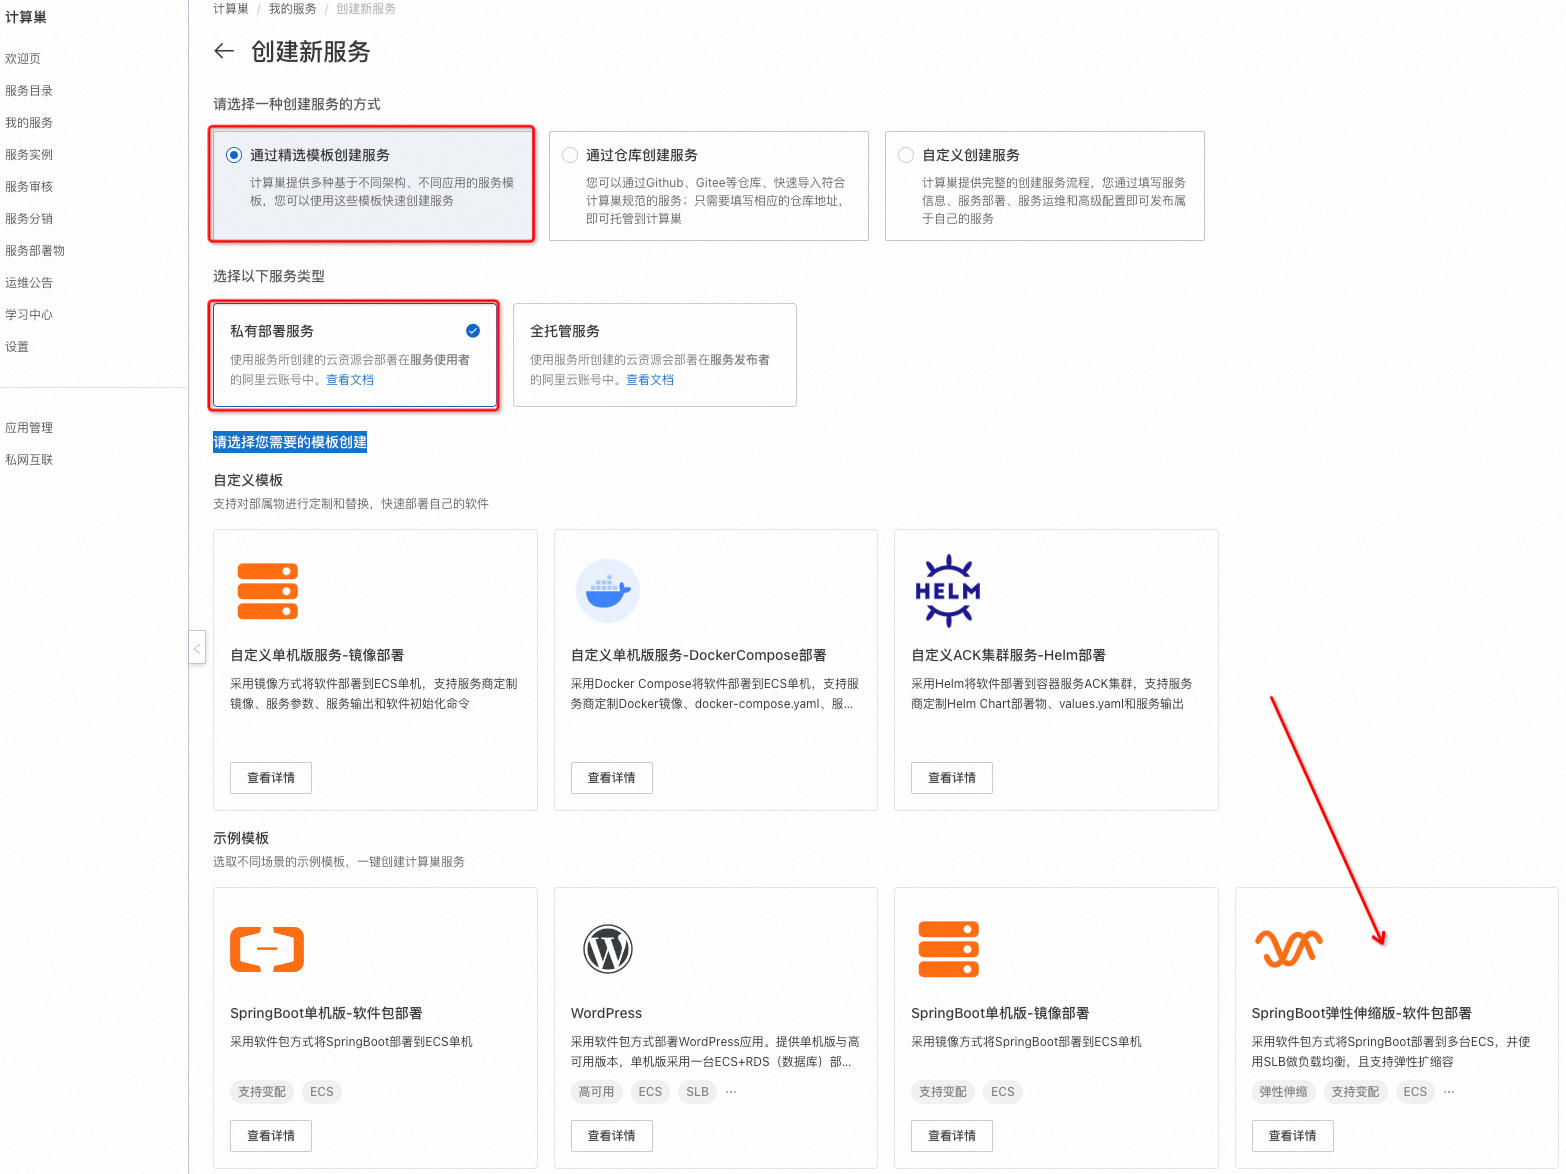 计算巢
欢迎页
服务目录
我的服务
服务实例
服务审核
服务分销
服务部署物
运维公告
学习中心
设置
应用管理
私网互联
计算巢 / 我的服务 / 创建新服务
← 创建新服务
请选择一种创建服务的方式
通过精选模板创建服务
计算巢提供多种基于不同架构、不同应用的服务模
板，您可以使用这些模板快速创建服务
通过仓库创建服务
您可以通过Github、Gitee等仓库、快速导入符合
计算巢规范的服务；只需要填写相应的仓库地址，
即可托管到计算巢
自定义创建服务
计算巢提供完整的创建服务流程，您通过填写服务
信息、服务部署、服务运维和高级配置即可发布属
于自己的服务
选择以下服务类型
私有部署服务
使用服务所创建的云资源会部署在服务使用者
的阿里云账号中。查看文档
全托管服务
使用服务所创建的云资源会部署在服务发布者
的阿里云账号中。查看文档
请选择您需要的模板创建
自定义模板
支持对部属物进行定制和替换，快速部署自己的软件
自定义单机版服务-镜像部署
采用镜像方式将软件部署到ECS单机，支持服务商定制
镜像、服务参数、服务输出和软件初始化命令
查看详情
自定义单机版服务-DockerCompose部署
采用Docker Compose将软件部署到ECS单机，支持服
务商定制Docker镜像、docker-compose.yaml、服...
查看详情
HELM
自定义ACK集群服务-Helm部署
采用Helm将软件部署到容器服务ACK集群，支持服务
商定制Helm Chart部署物、values.yaml和服务输出
查看详情
示例模板
选取不同场景的示例模板，一键创建计算巢服务
SpringBoot单机版-软件包部署
采用软件包方式将SpringBoot部署到ECS单机
支持变配 ECS
查看详情
WordPress
采用软件包方式部署WordPress应用。提供单机版与高
可用版本，单机版采用一台ECS+RDS（数据库）部...
高可用 ECS SLB ...
查看详情
SpringBoot单机版-镜像部署
采用镜像方式将SpringBoot部署到ECS单机
支持变配 ECS
查看详情
SpringBoot弹性伸缩版-软件包部署
采用软件包方式将SpringBoot部署到多台ECS，并使
用SLB做负载均衡，且支持弹性扩缩容
弹性伸缩 支持变配 ECS ...
查看详情